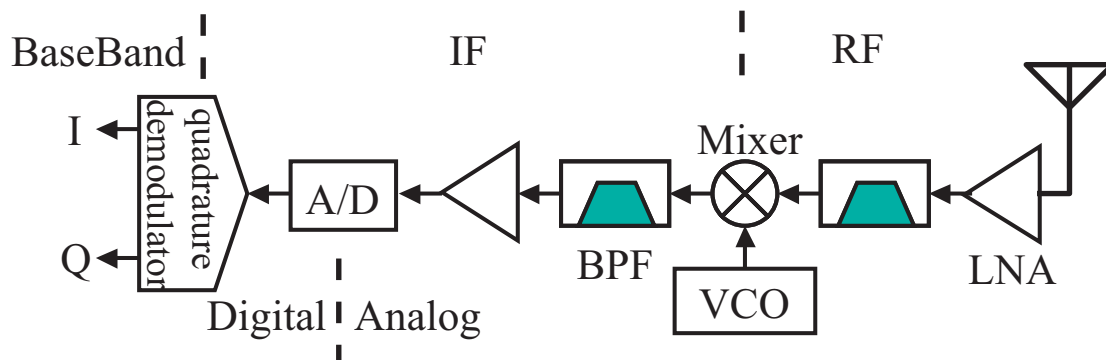 BaseBand
IF
RF
I
quadrature
demodulator
Q
A/D
Mixer
BPF
VCO
LNA
Digital
Analog